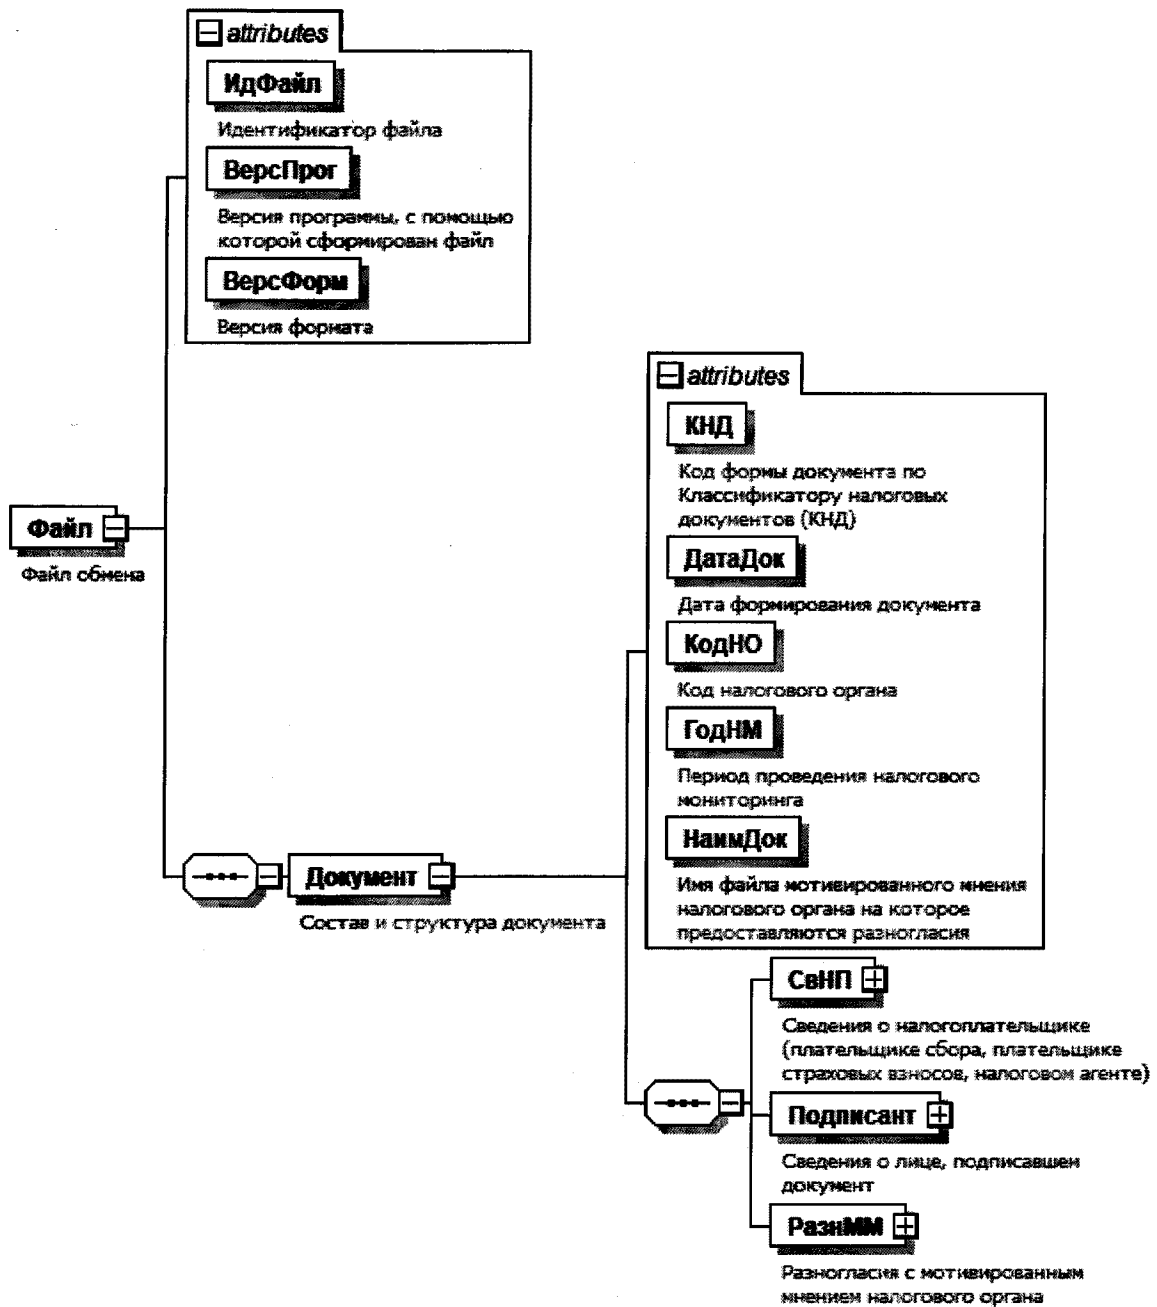 attributes
ИдФайл
Идентификатор файла
ВерсПрог
Версия программы, с помощью
которой сформирован файл
ВерсФорм
Версия формата
Файл
Файл обмена
attributes
КНД
Код формы документа по
Классификатору налоговых
документов (КНД)
ДатаДок
Дата формирования документа
КодНО
Код налогового органа
ГодНМ
Период проведения налогового
мониторинга
НаимДок
Имя файла мотивированного мнения
налогового органа на которое
предоставляются разногласия
Документ
Состав и структура документа
СвНП
Сведения о налогоплательщике
(плательщике сбора, плательщике
страховых взносов, налоговом агенте)
Подписант
Сведения о лице, подписавшем
документ
РазнММ
Разногласия с мотивированным
мнением налогового органа